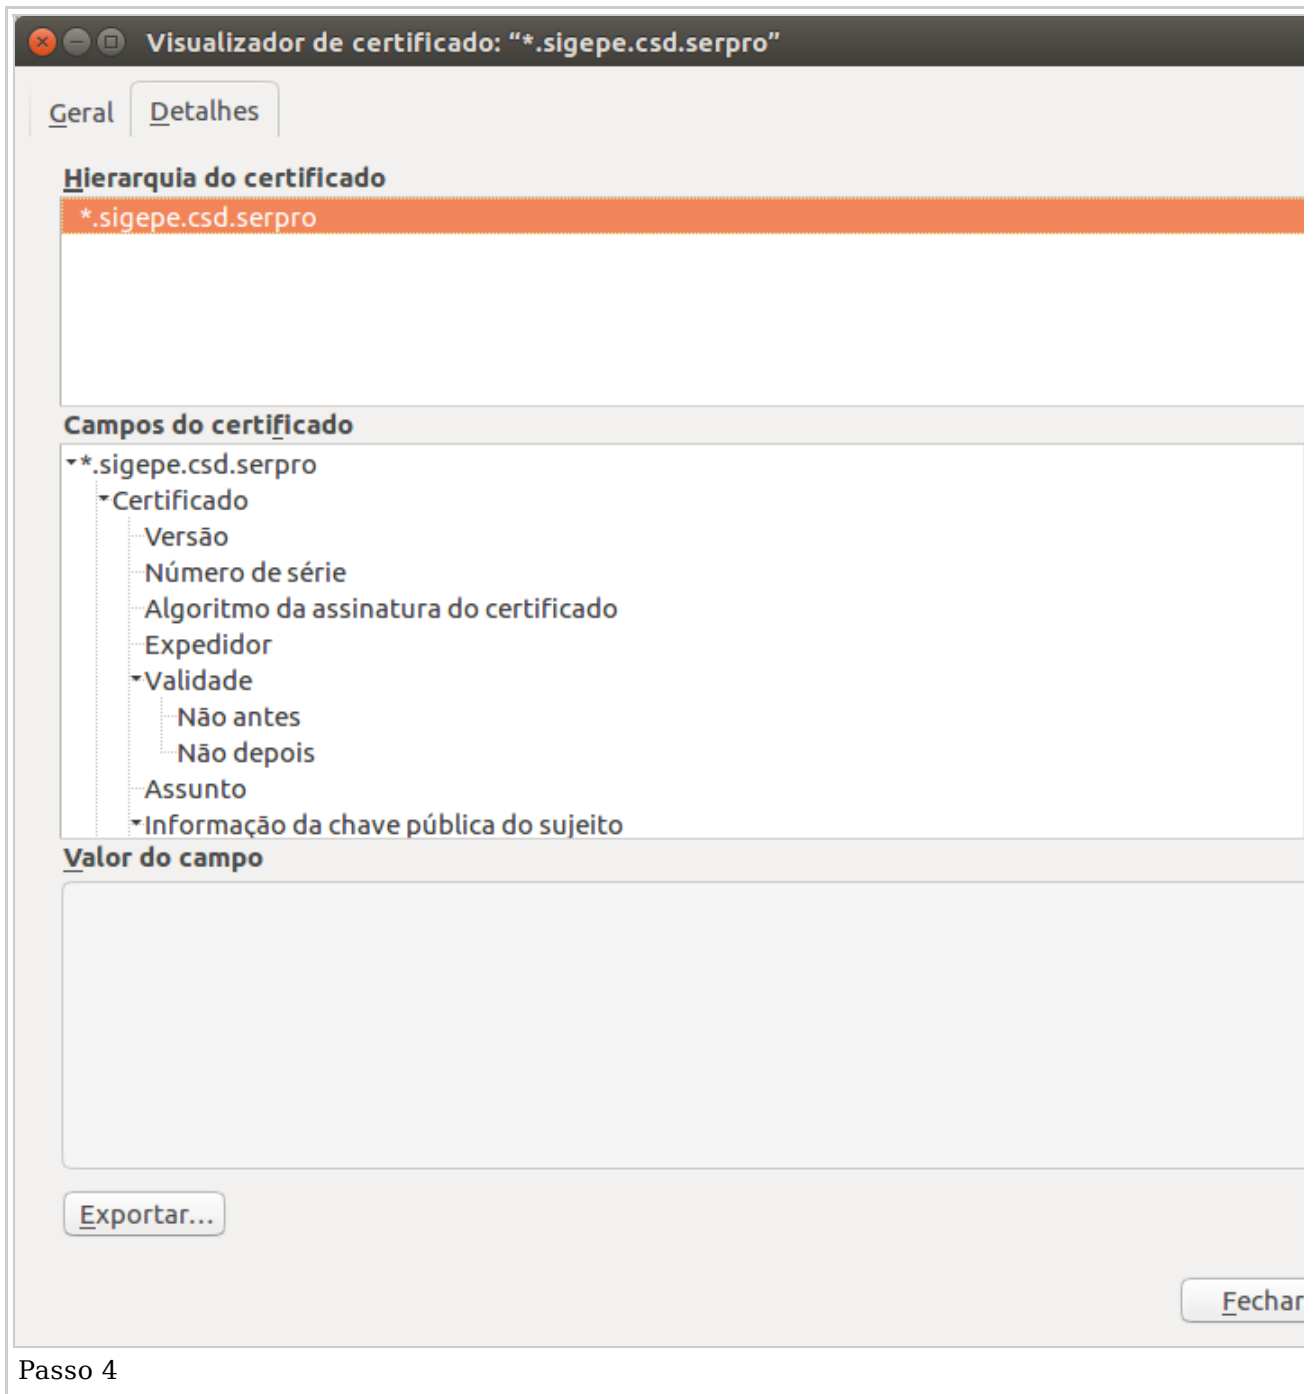 Visualizador de certificado: “*.sigepe.csd.serpro”
Geral Detalhes
Hierarquia do certificado
*.sigepe.csd.serpro
Campos do certificado
*.sigepe.csd.serpro
Certificado
Versão
Número de série
Algoritmo da assinatura do certificado
Expedidor
Validade
Não antes
Não depois
Assunto
Informação da chave pública do sujeito
Valor do campo
Exportar...
Fechar
Passo 4